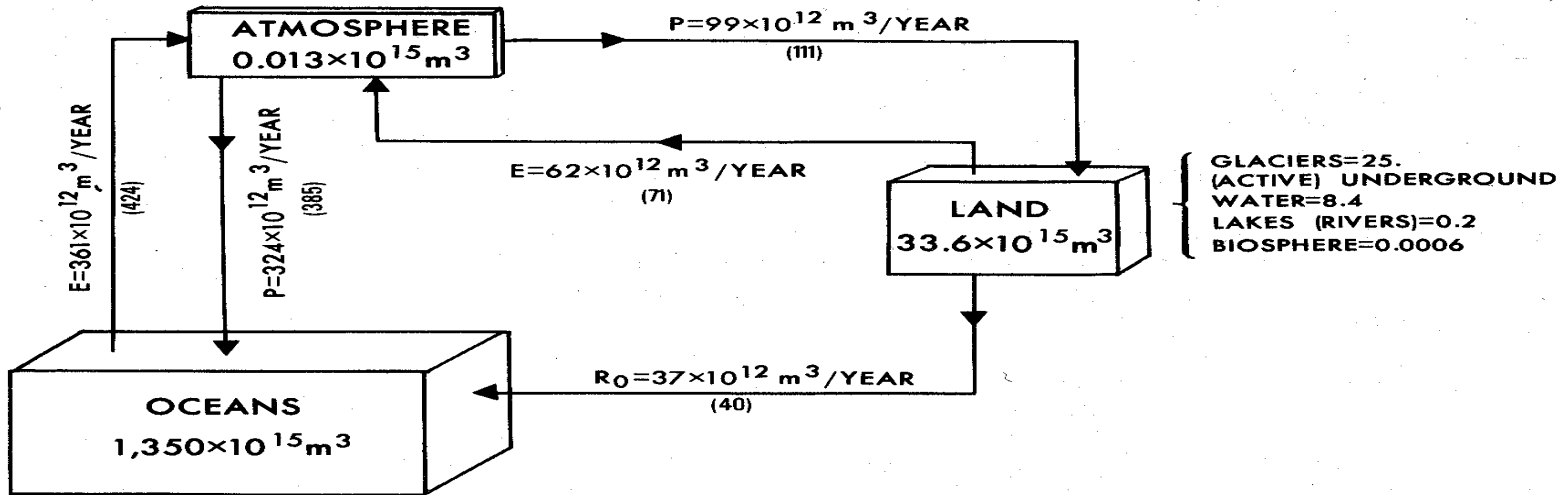 ATMOSPHERE
0.013×10¹⁵m³
P=99×10¹² m³/YEAR
(111)
E=361×10¹² m³/YEAR
(424)
P=324×10¹² m³/YEAR
(385)
E=62×10¹² m³/YEAR
(71)
LAND
33.6×10¹⁵m³
GLACIERS=25.
(ACTIVE) UNDERGROUND
WATER=8.4
LAKES (RIVERS)=0.2
BIOSPHERE=0.0006
R₀=37×10¹² m³/YEAR
(40)
OCEANS
1,350×10¹⁵m³